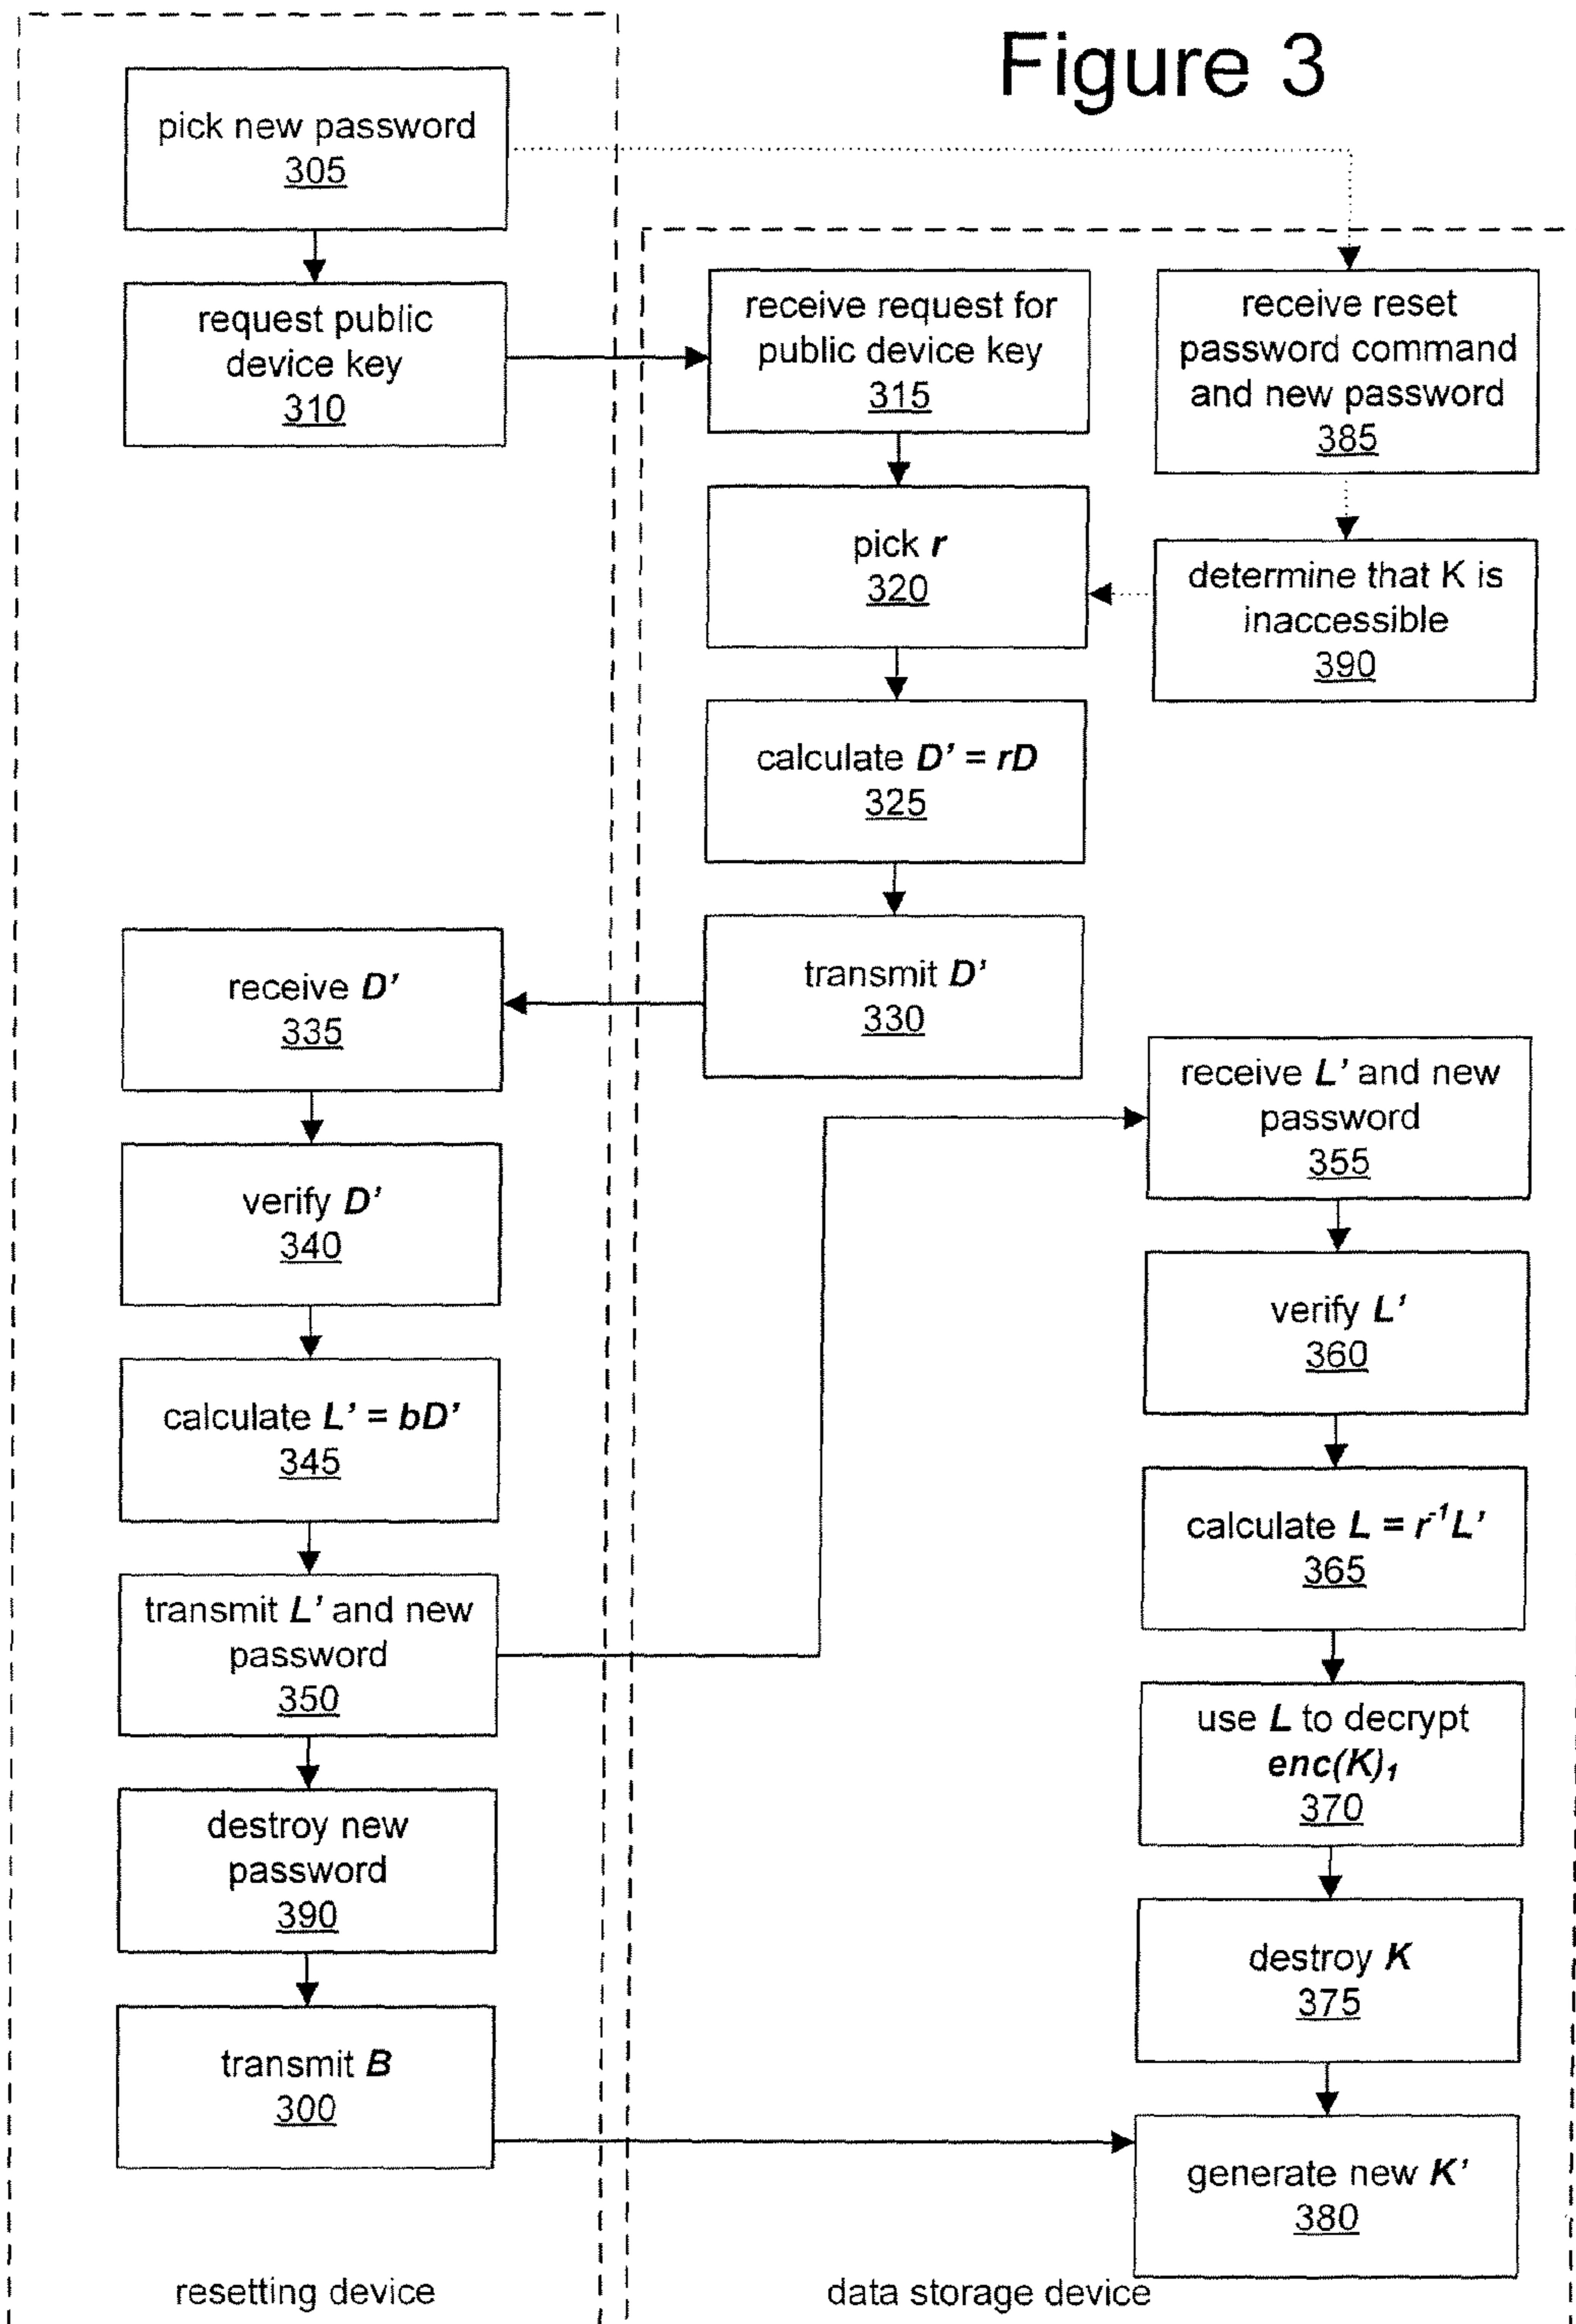 Figure 3
pick new password
305
request public
device key
310
receive request for
public device key
315
receive reset
password command
and new password
385
pick r
320
determine that K is
inaccessible
390
calculate D' = rD
325
transmit D'
330
receive D'
335
verify D'
340
calculate L' = bD'
345
transmit L' and new
password
350
receive L' and new
password
355
verify L'
360
calculate L = r⁻¹L'
365
use L to decrypt
enc(K)₁
370
destroy new
password
390
destroy K
375
transmit B
300
generate new K'
380
resetting device
data storage device